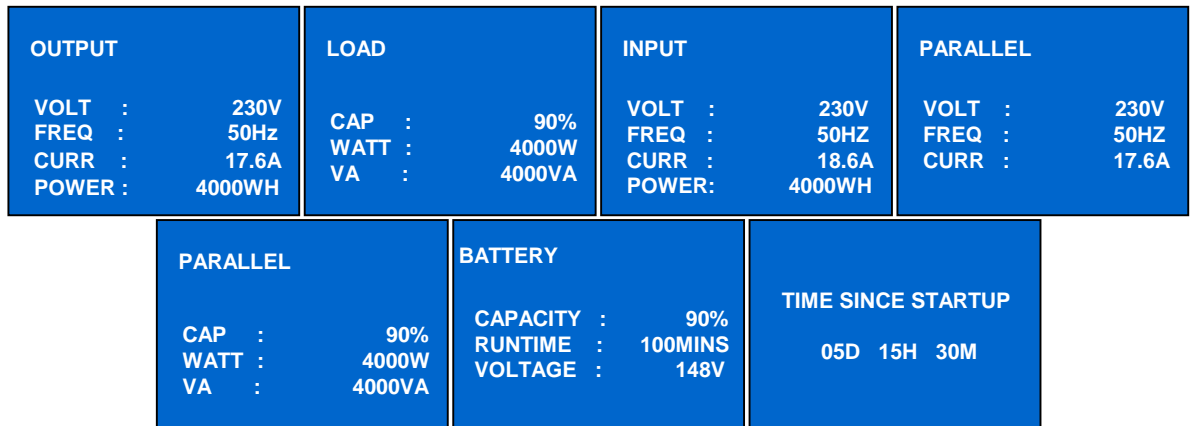 OUTPUT
VOLT : 230V
FREQ : 50Hz
CURR : 17.6A
POWER : 4000WH
LOAD
CAP : 90%
WATT : 4000W
VA : 4000VA
INPUT
VOLT : 230V
FREQ : 50HZ
CURR : 18.6A
POWER: 4000WH
PARALLEL
VOLT : 230V
FREQ : 50HZ
CURR : 17.6A
PARALLEL
CAP : 90%
WATT : 4000W
VA : 4000VA
BATTERY
CAPACITY : 90%
RUNTIME : 100MINS
VOLTAGE : 148V
TIME SINCE STARTUP
05D 15H 30M